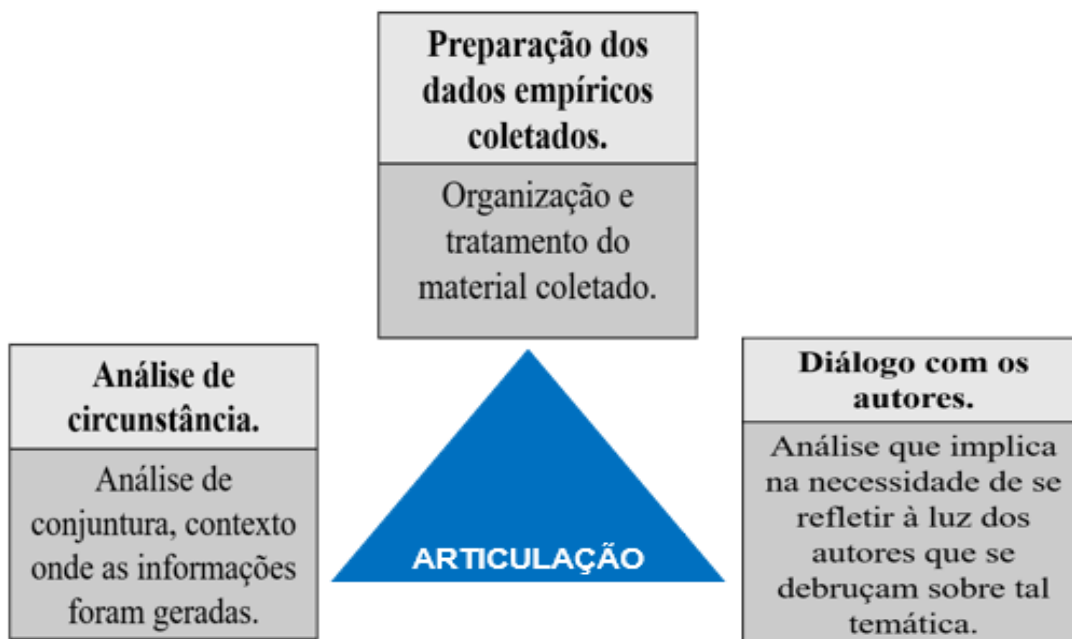 Preparação dos
dados empíricos
coletados.
Organização e
tratamento do
material coletado.
Análise de
circunstância.
Análise de
conjuntura, contexto
onde as informações
foram geradas.
ARTICULAÇÃO
Diálogo com os
autores.
Análise que implica
na necessidade de se
refletir à luz dos
autores que se
debruçam sobre tal
temática.